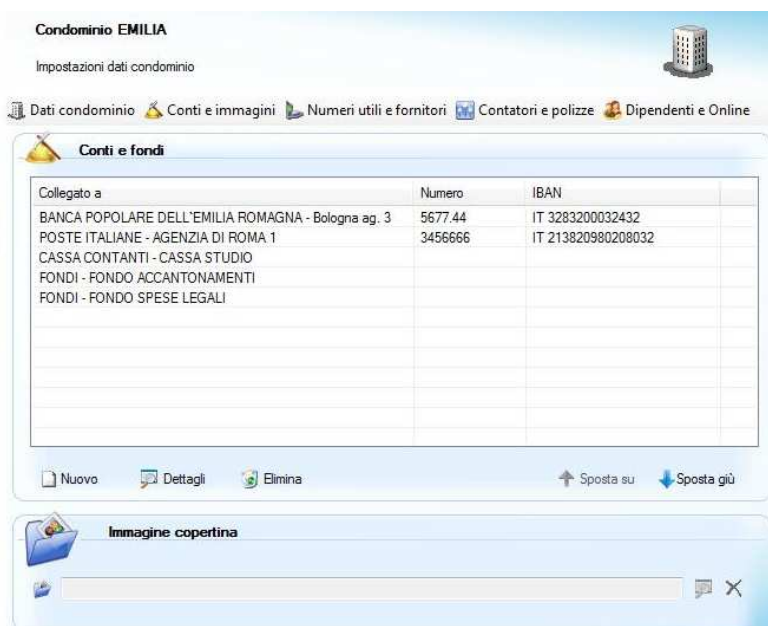 Condominio EMILIA
Impostazioni dati condominio
Dati condominio Conti e immagini Numeri utili e fornitori Contatori e polizze Dipendenti e Online
Conti e fondi
Collegato a Numero IBAN
BANCA POPOLARE DELL`EMILIA ROMAGNA - Bologna ag. 3 5677.44 IT 3283200032432
POSTE ITALIANE - AGENZIA DI ROMA 1 3456666 IT 213820980208032
CASSA CONTANTI - CASSA STUDIO
FONDI - FONDO ACCANTONAMENTI
FONDI - FONDO SPESE LEGALI
Nuovo Dettagli Elimina Sposta su Sposta giù
Immagine copertina